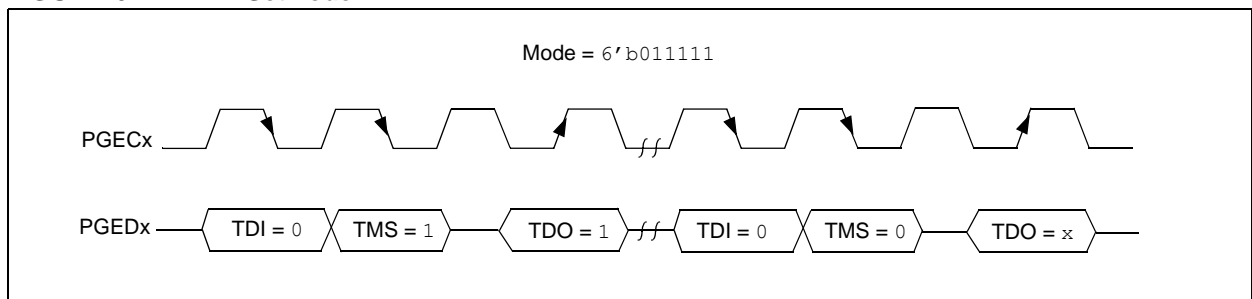 Mode = 6’b011111
PGECx
PGEDx TDI = 0 TMS = 1 TDO = 1 TDI = 0 TMS = 0 TDO = x